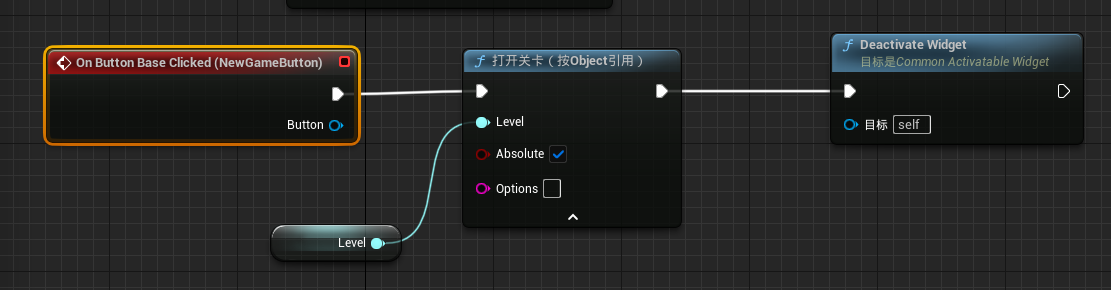 On Button Base Clicked (NewGameButton)
Button
打开关卡（按Object引用）
Level
Absolute
Options
Level
Deactivate Widget
目标是Common Activatable Widget
目标 self